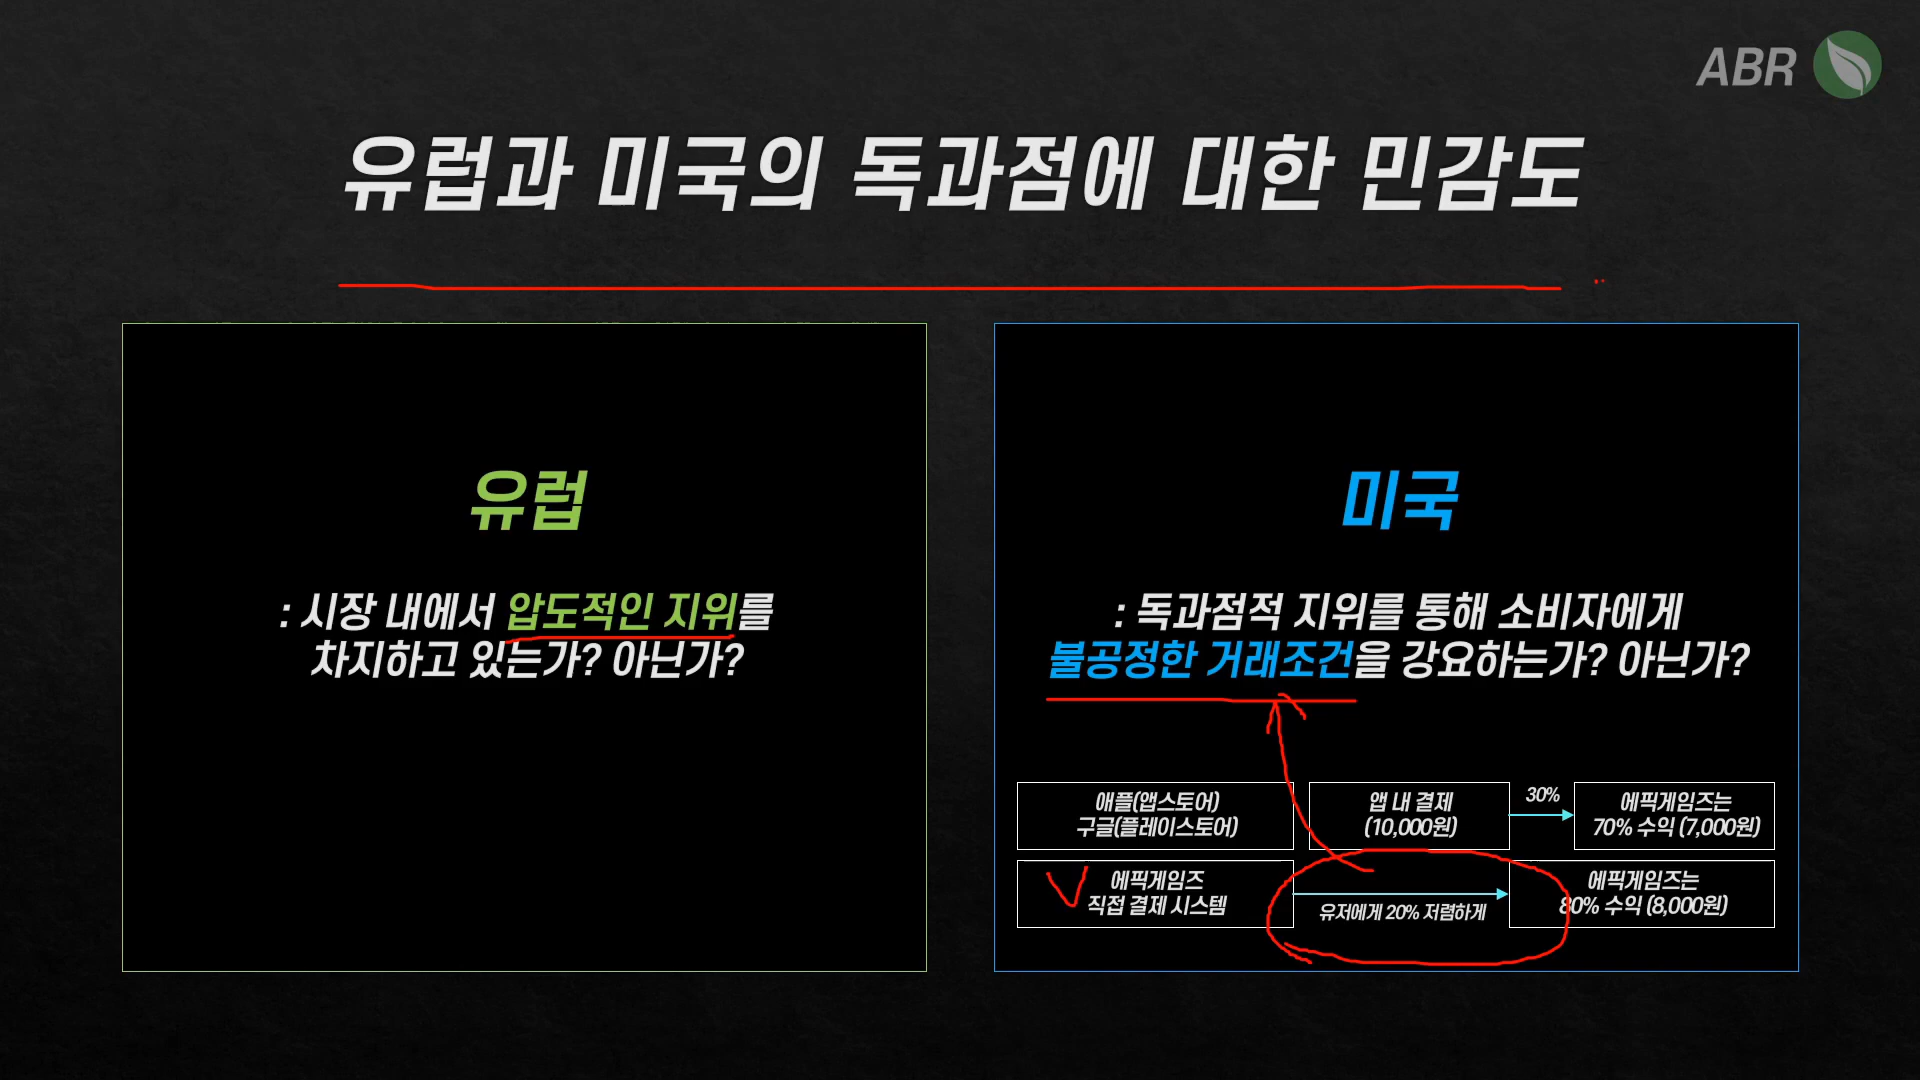 ABR
유럽과 미국의 독과점에 대한 민감도
유럽
: 시장 내에서 압도적인 지위를
차지하고 있는가? 아닌가?
미국
: 독과점적 지위를 통해 소비자에게
불공정한 거래조건을 강요하는가? 아닌가?
애플(앱스토어)
구글(플레이스토어)
앱 내 결제
(10,000원)
30%
에픽게임즈는
70% 수익 (7,000원)
에픽게임즈
직접 결제 시스템
유저에게 20% 저렴하게
에픽게임즈는
80% 수익 (8,000원)